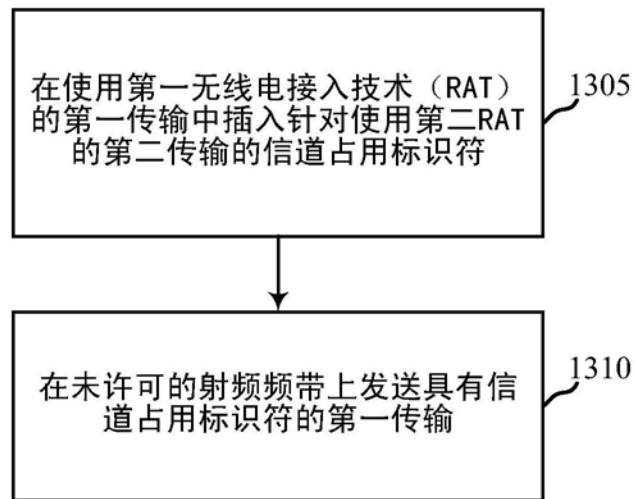 在使用第一无线电接入技术（RAT）
的第一传输中插入针对使用第二RAT
的第二传输的信道占用标识符
1305
在未许可的射频频带上发送具有信
道占用标识符的第一传输
1310